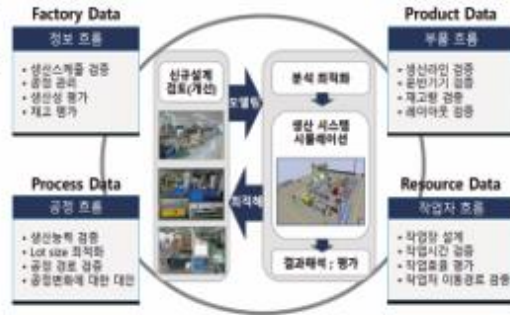 Factory Data
정보 흐름
• 생산스케줄 검증
• 공정 관리
• 생산성 평가
• 재고 평가
Product Data
부품 흐름
• 생산라인 검증
• 운반기기 검증
• 재고량 검증
• 레이아웃 검증
신규설계
검토(개선)
모델링
최적해
분석 최적화
생산 시스템
시뮬레이션
결과해석 ; 평가
Process Data
공정 흐름
• 생산능력 검증
• Lot size 최적화
• 공정 경로 검증
• 공정변화에 대한 대안
Resource Data
작업자 흐름
• 작업장 설계
• 작업시간 검증
• 작업효율 평가
• 작업자 이동경로 검증